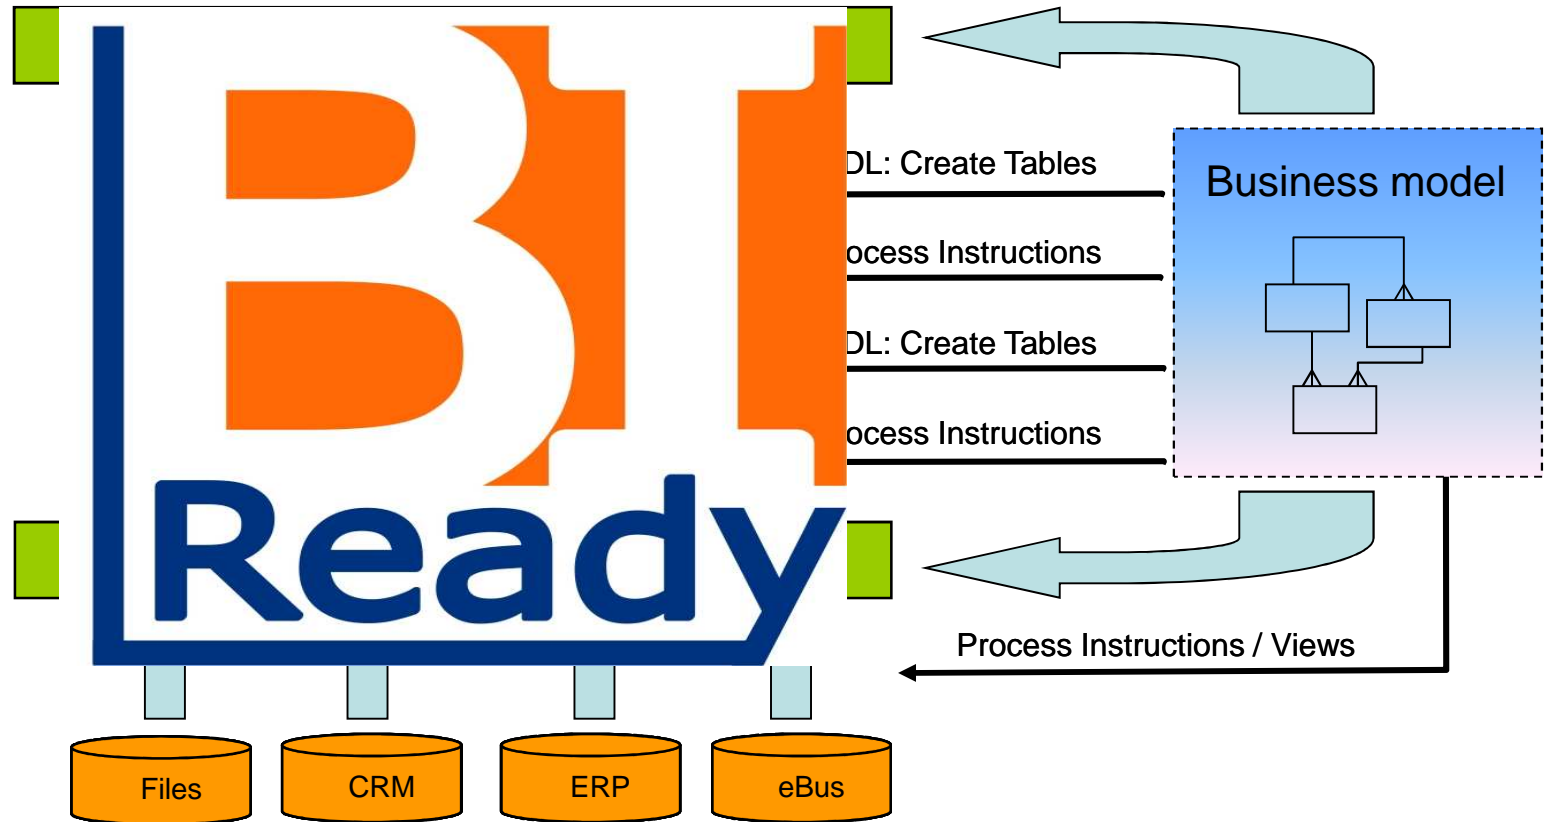 BI
Ready
DL: Create Tables
ocess Instructions
DL: Create Tables
ocess Instructions
Business model
Process Instructions / Views
Files
CRM
ERP
eBus